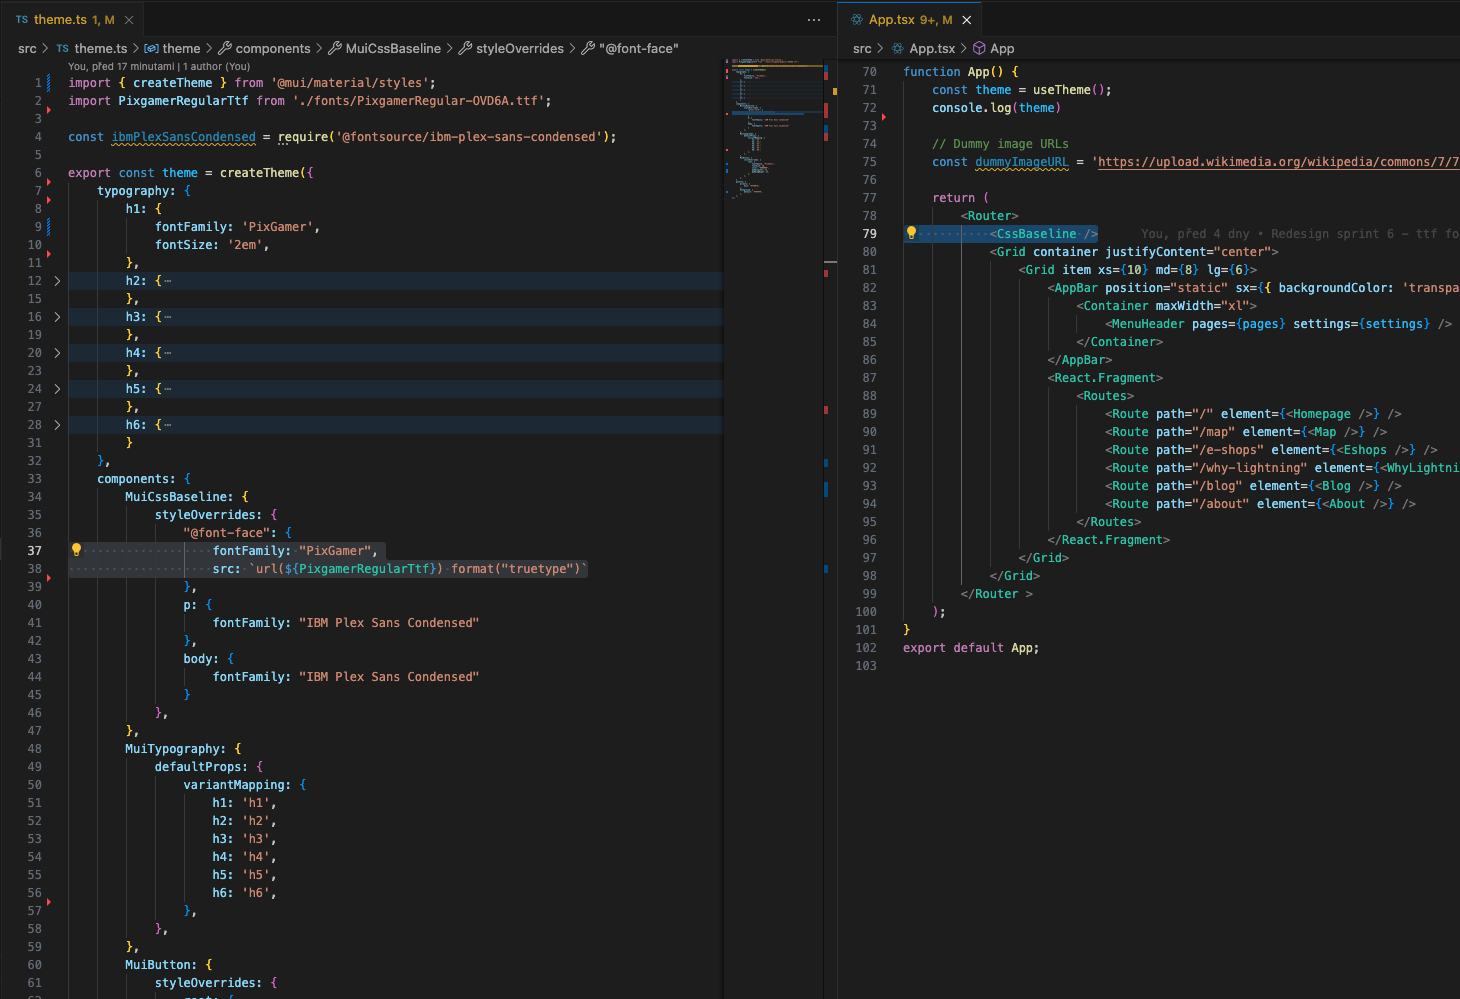 TS theme.ts 1, M ×
src > TS theme.ts > theme > components > MuiCssBaseline > styleOverrides > "@font-face"
You, před 17 minutami | 1 author (You)
1 import { createTheme } from '@mui/material/styles';
2 import PixgamerRegularTtf from './fonts/PixgamerRegular-OVD6A.ttf';
3
4 const ibmPlexSansCondensed = require('@fontsource/ibm-plex-sans-condensed');
5
6 export const theme = createTheme({
7 typography: {
8 h1: {
9 fontFamily: 'PixGamer',
10 fontSize: '2em',
11 },
12 h2: {⋯
15 },
16 h3: {⋯
19 },
20 h4: {⋯
23 },
24 h5: {⋯
27 },
28 h6: {⋯
31 }
32 },
33 components: {
34 MuiCssBaseline: {
35 styleOverrides: {
36 "@font-face": {
37 fontFamily: "PixGamer",
38 src: `url(${PixgamerRegularTtf}) format("truetype")`
39 },
40 p: {
41 fontFamily: "IBM Plex Sans Condensed"
42 },
43 body: {
44 fontFamily: "IBM Plex Sans Condensed"
45 }
46 },
47 },
48 MuiTypography: {
49 defaultProps: {
50 variantMapping: {
51 h1: 'h1',
52 h2: 'h2',
53 h3: 'h3',
54 h4: 'h4',
55 h5: 'h5',
56 h6: 'h6',
57 },
58 },
59 },
60 MuiButton: {
61 styleOverrides: {
App.tsx 9+, M ×
src > App.tsx > App
70 function App() {
71 const theme = useTheme();
72 console.log(theme)
73
74 // Dummy image URLs
75 const dummyImageURL = 'https://upload.wikimedia.org/wikipedia/commons/7/7
76
77 return (
78 <Router>
79 <CssBaseline /> You, před 4 dny • Redesign sprint 6 – ttf fo
80 <Grid container justifyContent="center">
81 <Grid item xs={10} md={8} lg={6}>
82 <AppBar position="static" sx={{ backgroundColor: 'transpa
83 <Container maxWidth="xl">
84 <MenuHeader pages={pages} settings={settings} />
85 </Container>
86 </AppBar>
87 <React.Fragment>
88 <Routes>
89 <Route path="/" element={<Homepage />} />
90 <Route path="/map" element={<Map />} />
91 <Route path="/e-shops" element={<Eshops />} />
92 <Route path="/why-lightning" element={<WhyLightni
93 <Route path="/blog" element={<Blog />} />
94 <Route path="/about" element={<About />} />
95 </Routes>
96 </React.Fragment>
97 </Grid>
98 </Grid>
99 </Router >
100 );
101 }
102 export default App;
103